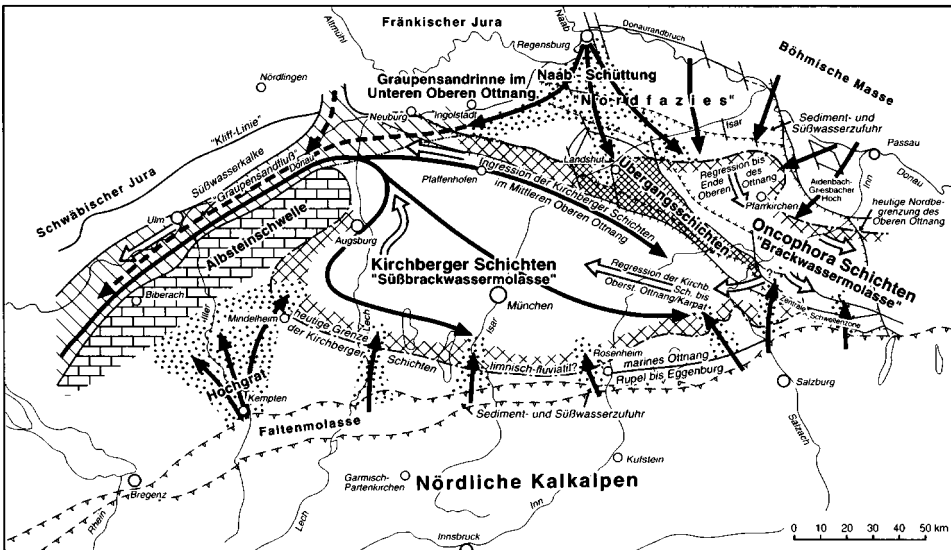 Fränkischer Jura
Altmühl
Naab
Regensburg
Donaurandbruch
Böhmische Masse
Nördlingen
Graupensandrinne im
Unteren Oberen Ottnang
Naab Schüttung
"Nordfazies"
Isar
Sediment- und
Süßwasserzufuhr
Passau
Neuburg
Ingolstadt
"Kliff-Linie"
Schwäbischer Jura
Süßwasserkalke
"Graupensandfluß"
Donau
Landshut
Übergangsschichten
Regression bis
Ende des
Oberen Ottnang
Pfarrkirchen
Aidenbach-
Griesbacher
Hoch
Inn
Donau
heutige Nordbe-
grenzung des
Oberen Ottnang
Pfaffenhofen
Ingression der Kirchberger Schichten
im Mittleren Oberen Ottnang
Ulm
Albsteinschwelle
Augsburg
Kirchberger Schichten
"Süßbrackwassermolasse"
Oncophora Schichten
"Brackwassermolasse"
Regression der Kirchb.
Sch. bis
Oberst. Ottnang/Karpat
München
Zentrale Schwellenzone
Biberach
Iller
Mindelheim
Lech
heutige Grenze
der Kirchberger
Schichten
Isar
limnisch-fluviatil?
Rosenheim
marines Ottnang
Rupel bis Eggenburg
Salzburg
Hochgrat
Kempten
Sediment- und Süßwasserzufuhr
Faltenmolasse
Salzach
Kufstein
Garmisch-
Partenkirchen
Nördliche Kalkalpen
Bregenz
Rhein
Lech
Inn
Innsbruck
0 10 20 30 40 50 km